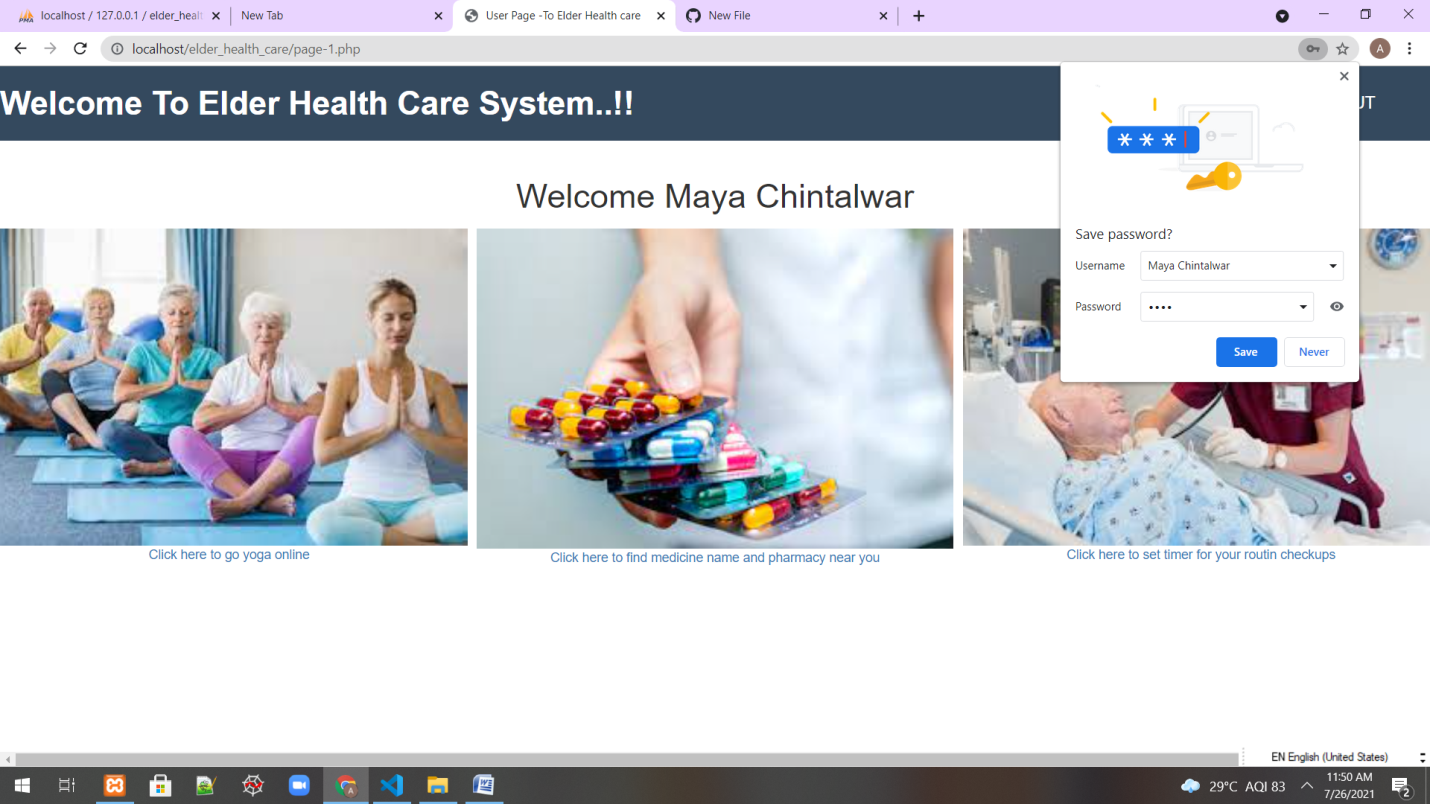 localhost / 127.0.0.1 / elder_healt
New Tab
User Page -To Elder Health care
New File
localhost/elder_health_care/page-1.php
A
Welcome To Elder Health Care System..!!
UT
Welcome Maya Chintalwar
* * *
Save password?
Username
Maya Chintalwar
Password
••••
Save
Never
Click here to go yoga online
Click here to find medicine name and pharmacy near you
Click here to set timer for your routin checkups
EN English (United States)
29°C AQI 83
11:50 AM
7/26/2021
2